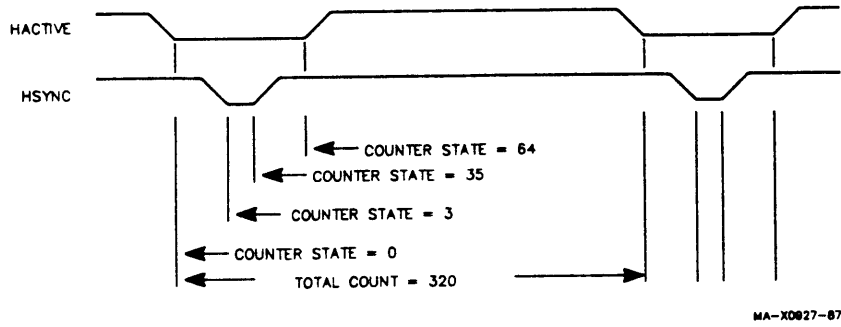 HACTIVE
HSYNC
COUNTER STATE = 64
COUNTER STATE = 35
COUNTER STATE = 3
COUNTER STATE = 0
TOTAL COUNT = 320
MA-X0927-87